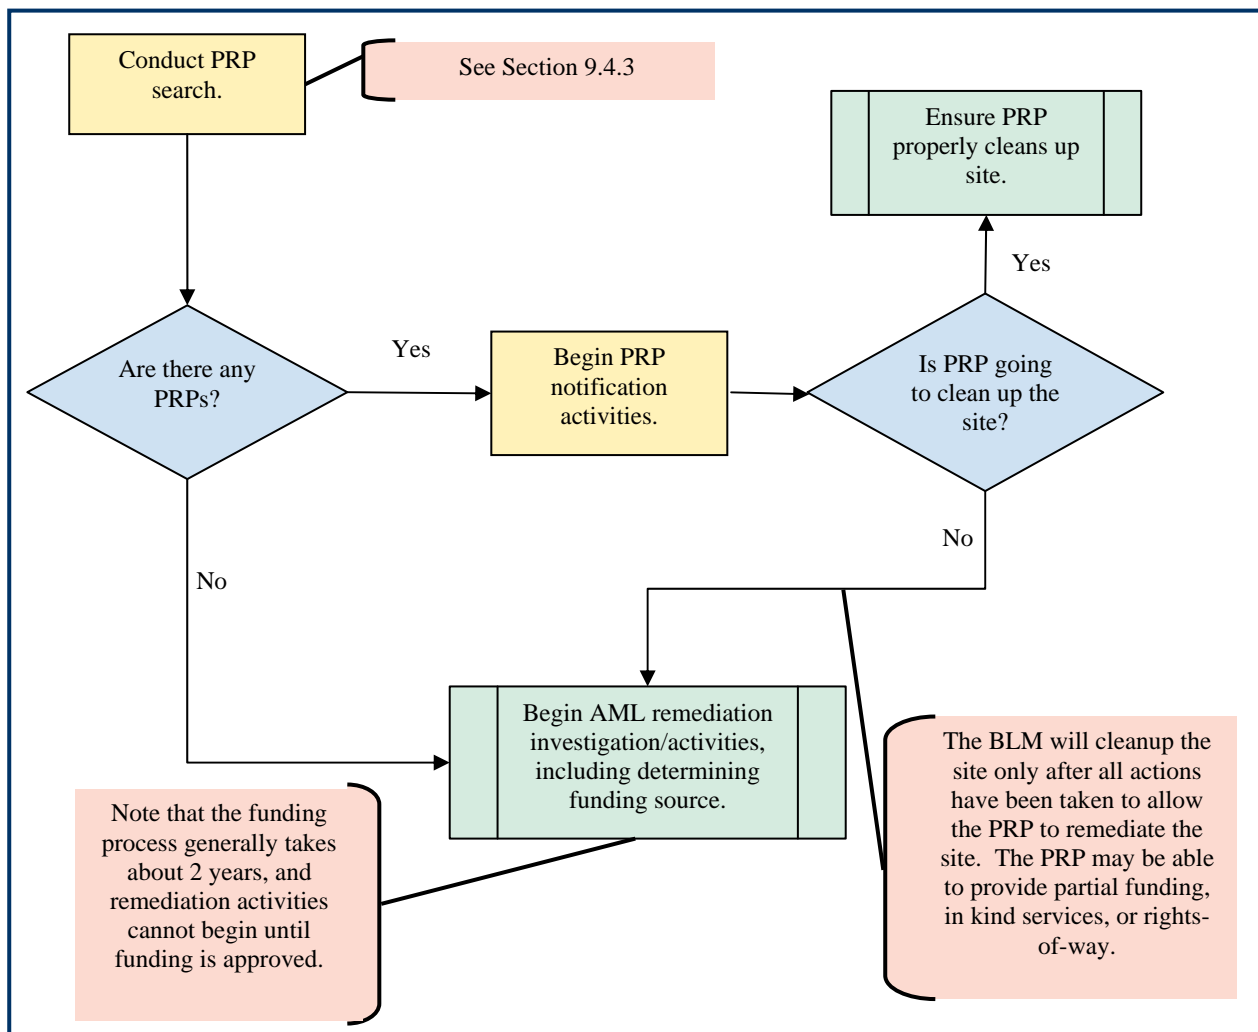 Conduct PRP
search.
See Section 9.4.3
Ensure PRP
properly cleans up
site.
Yes
Are there any
PRPs?
Yes
Begin PRP
notification
activities.
Is PRP going
to clean up the
site?
No
No
Begin AML remediation
investigation/activities,
including determining
funding source.
Note that the funding
process generally takes
about 2 years, and
remediation activities
cannot begin until
funding is approved.
The BLM will cleanup the
site only after all actions
have been taken to allow
the PRP to remediate the
site.  The PRP may be able
to provide partial funding,
in kind services, or rights-
of-way.